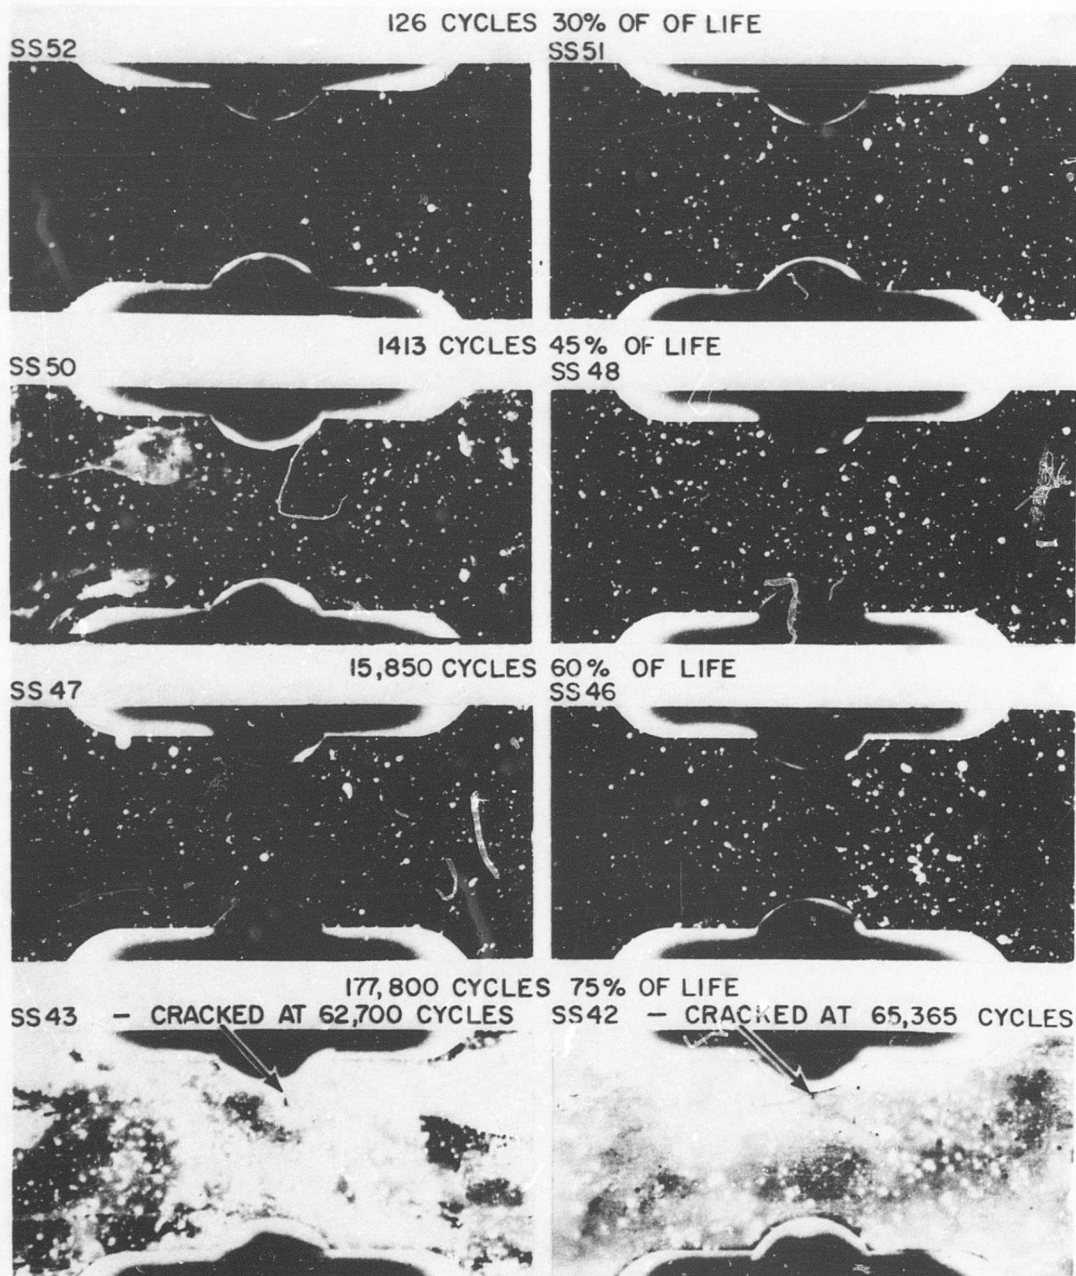 126 CYCLES 30% OF OF LIFE
SS52 SS51
1413 CYCLES 45% OF LIFE
SS50 SS 48
15,850 CYCLES 60% OF LIFE
SS 47 SS46
177,800 CYCLES 75% OF LIFE
SS43 – CRACKED AT 62,700 CYCLES SS42 – CRACKED AT 65,365 CYCLES